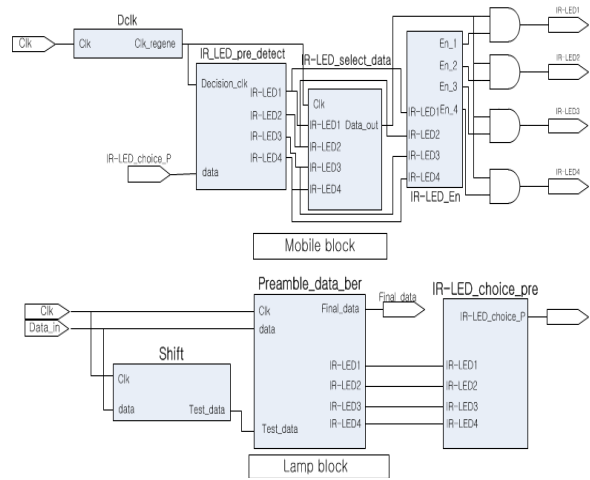 Dclk
Clk
Clk
Clk_regene
IR_LED_pre_detect
Decision_clk
IR-LED1
IR-LED2
IR-LED3
IR-LED4
data
IR-LED_choice_P
IR-LED_select_data
Clk
IR-LED1
IR-LED2
IR-LED3
IR-LED4
Data_out
En_1
En_2
En_3
En_4
IR-LED1
IR-LED2
IR-LED3
IR-LED4
IR-LED_En
IR-LED1
IR-LED2
IR-LED3
IR-LED4
Mobile block
Clk
Data_in
Shift
Clk
data
Test_data
Preamble_data_ber
Clk
data
Final_data
IR-LED1
IR-LED2
IR-LED3
IR-LED4
Test_data
Final_data
IR-LED_choice_pre
IR-LED_choice_P
IR-LED1
IR-LED2
IR-LED3
IR-LED4
Lamp block